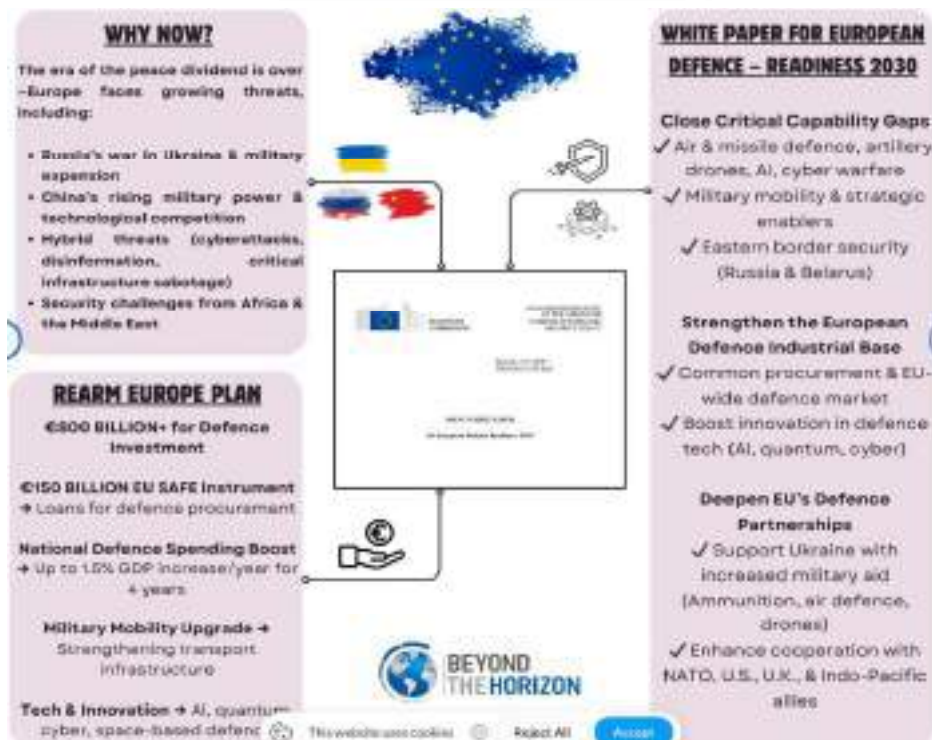 WHY NOW?
The era of the peace dividend is over
–Europe faces growing threats,
including:
• Russia's war in Ukraine & military
expansion
• China's rising military power &
technological competition
• Hybrid threats (cyberattacks,
disinformation, critical
infrastructure sabotage)
• Security challenges from Africa &
the Middle East
REARM EUROPE PLAN
€800 BILLION+ for Defence
Investment
€150 BILLION EU SAFE Instrument
→ Loans for defence procurement
National Defence Spending Boost
→ Up to 1.5% GDP increase/year for
4 years
Military Mobility Upgrade →
Strengthening transport
infrastructure
Tech & Innovation → AI, quantum,
cyber, space-based defenc
BEYOND
THE HORIZON
WHITE PAPER FOR EUROPEAN
DEFENCE – READINESS 2030
Close Critical Capability Gaps
✓ Air & missile defence, artillery
drones, AI, cyber warfare
✓ Military mobility & strategic
enablers
✓ Eastern border security
(Russia & Belarus)
Strengthen the European
Defence Industrial Base
✓ Common procurement & EU-
wide defence market
✓ Boost innovation in defence
tech (AI, quantum, cyber)
Deepen EU's Defence
Partnerships
✓ Support Ukraine with
increased military aid
(Ammunition, air defence,
drones)
✓ Enhance cooperation with
NATO, U.S., U.K., & Indo-Pacific
allies
This website uses cookies
Reject All
Accept